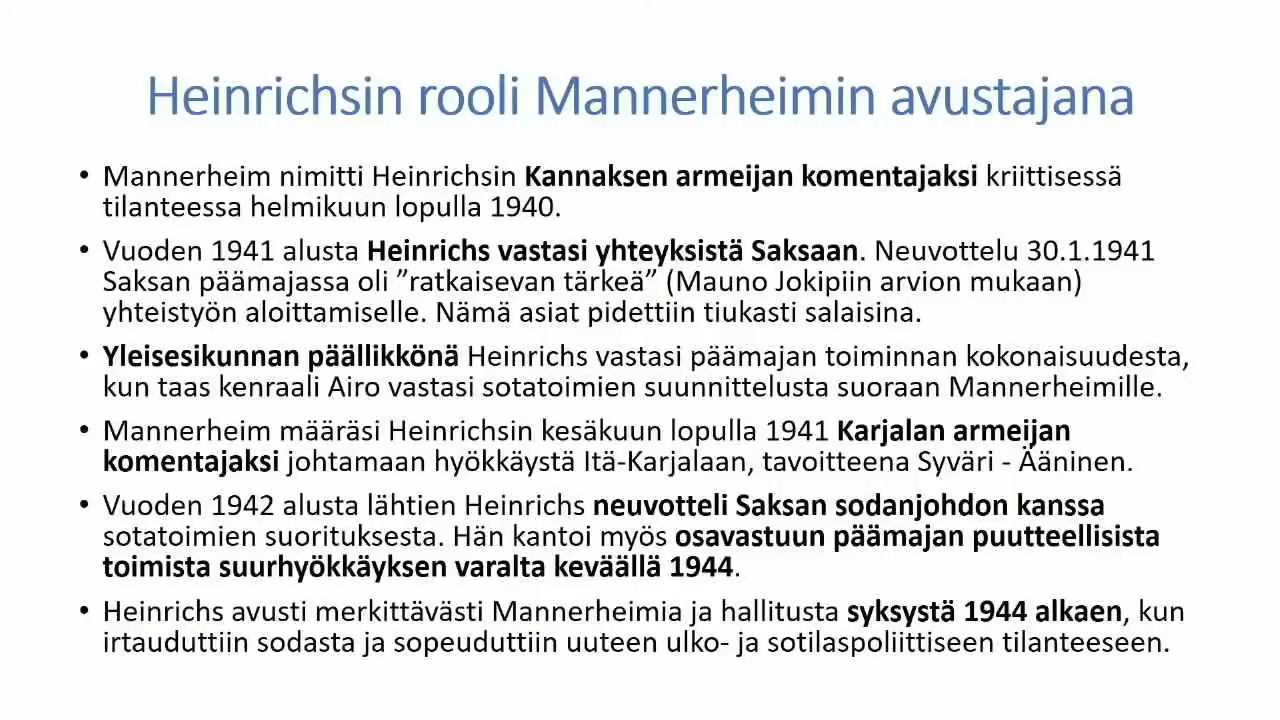 Heinrichsin rooli Mannerheimin avustajana
• Mannerheim nimitti Heinrichsin Kannaksen armeijan komentajaksi kriittisessä
tilanteessa helmikuun lopulla 1940.
• Vuoden 1941 alusta Heinrichs vastasi yhteyksistä Saksaan. Neuvottelu 30.1.1941
Saksan päämajassa oli ”ratkaisevan tärkeä” (Mauno Jokipiin arvion mukaan)
yhteistyön aloittamiselle. Nämä asiat pidettiin tiukasti salaisina.
• Yleisesikunnan päällikkönä Heinrichs vastasi päämajan toiminnan kokonaisuudesta,
kun taas kenraali Airo vastasi sotatoimien suunnittelusta suoraan Mannerheimille.
• Mannerheim määräsi Heinrichsin kesäkuun lopulla 1941 Karjalan armeijan
komentajaksi johtamaan hyökkäystä Itä-Karjalaan, tavoitteena Syväri - Ääninen.
• Vuoden 1942 alusta lähtien Heinrichs neuvotteli Saksan sodanjohdon kanssa
sotatoimien suorituksesta. Hän kantoi myös osavastuun päämajan puutteellisista
toimista suurhyökkäyksen varalta keväällä 1944.
• Heinrichs avusti merkittävästi Mannerheimia ja hallitusta syksystä 1944 alkaen, kun
irtauduttiin sodasta ja sopeuduttiin uuteen ulko- ja sotilaspoliittiseen tilanteeseen.